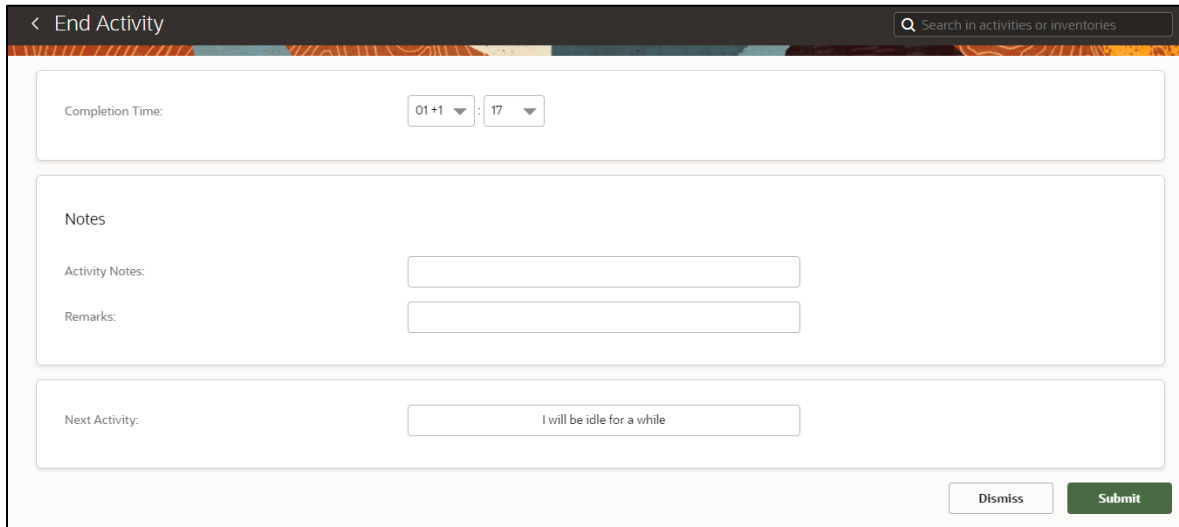 End Activity
Search in activities or inventories
Completion Time:
01 +1 : 17
Notes
Activity Notes:
Remarks:
Next Activity:
I will be idle for a while
Dismiss
Submit